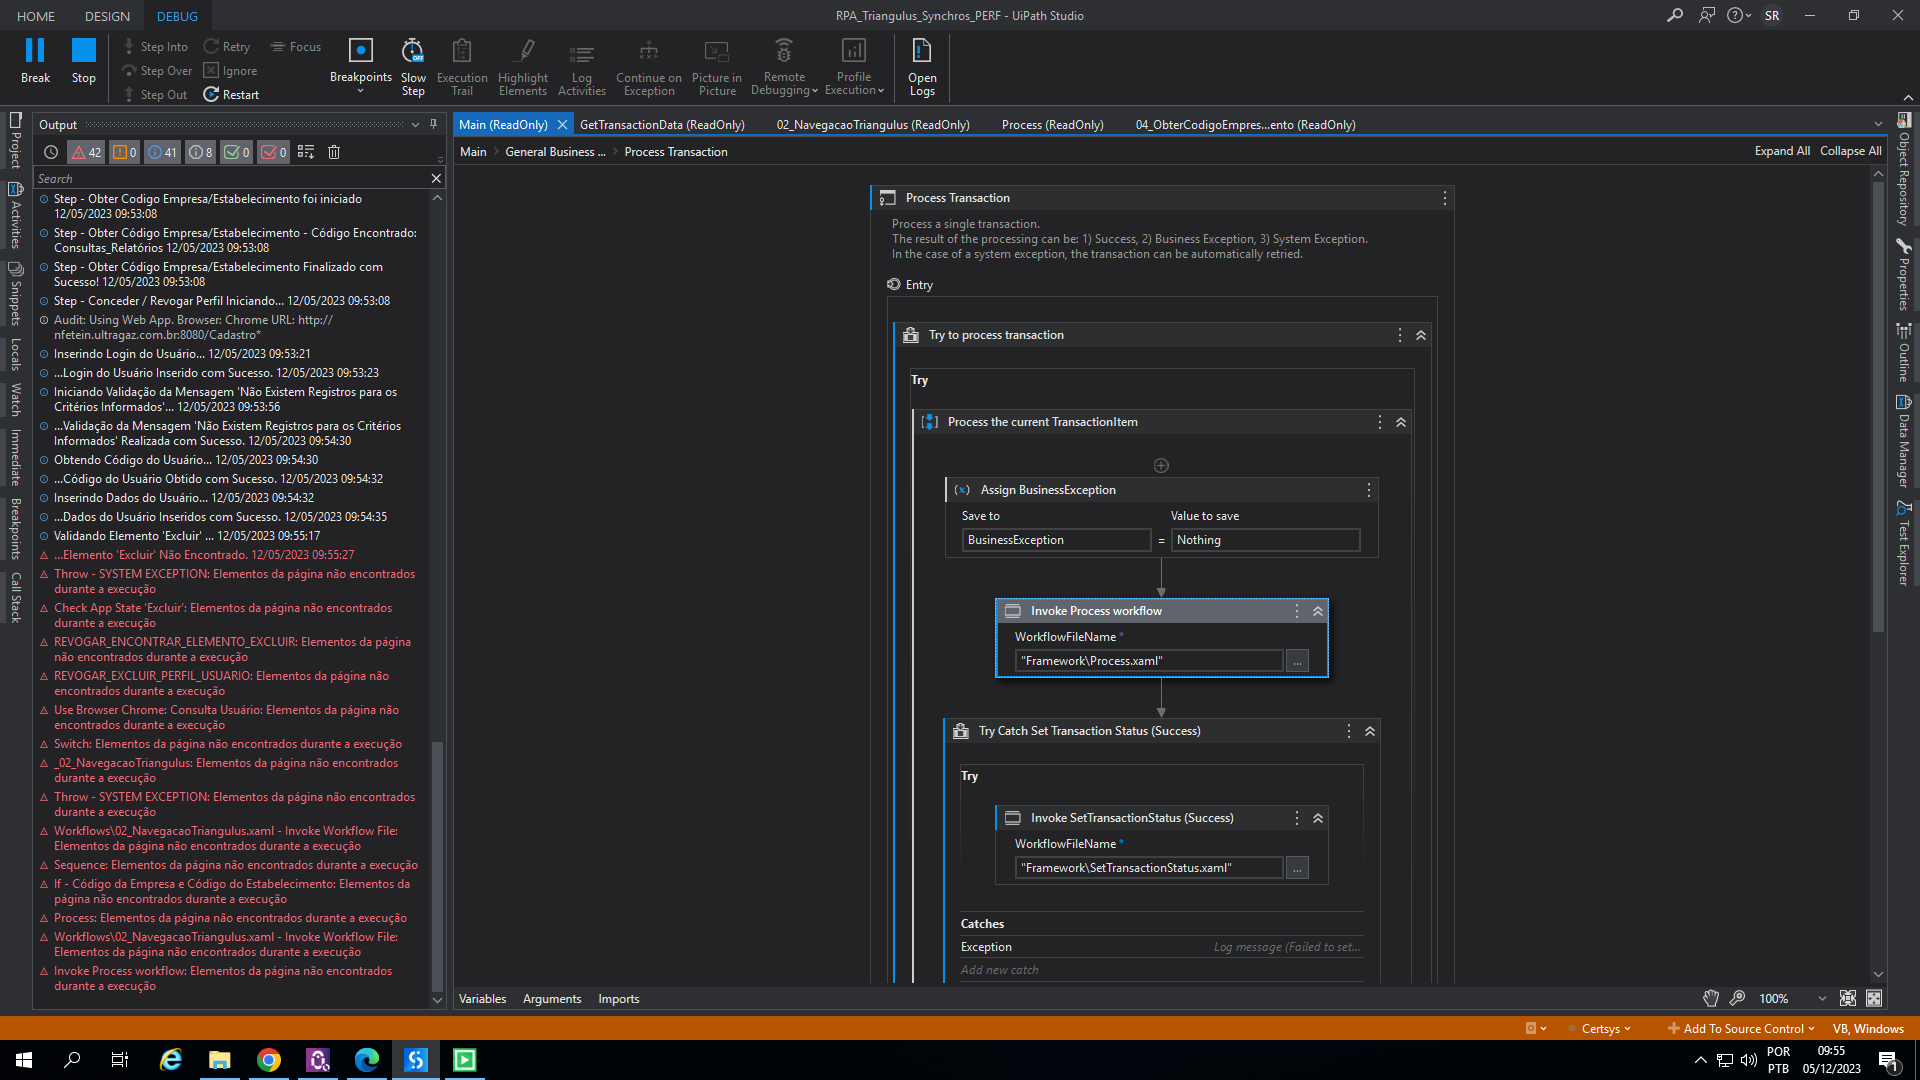 HOME
DESIGN
DEBUG
RPA_Triangulus_Synchros_PERF - UiPath Studio
SR
Break
Stop
Step Into
Step Over
Step Out
Retry
Ignore
Restart
Focus
Breakpoints
Slow
Step
Execution
Trail
Highlight
Elements
Log
Activities
Continue on
Exception
Picture in
Picture
Remote
Debugging
Profile
Execution
Open
Logs
Project
Activities
Snippets
Locals
Watch
Immediate
Breakpoints
Call Stack
Output
42
0
41
8
0
0
Search
Step - Obter Codigo Empresa/Estabelecimento foi iniciado
12/05/2023 09:53:08
Step - Obter Código Empresa/Estabelecimento - Código Encontrado:
Consultas_Relatórios 12/05/2023 09:53:08
Step - Obter Código Empresa/Estabelecimento Finalizado com
Sucesso! 12/05/2023 09:53:08
Step - Conceder / Revogar Perfil Iniciando... 12/05/2023 09:53:08
Audit: Using Web App. Browser: Chrome URL: http://
nfetein.ultragaz.com.br:8080/Cadastro*
Inserindo Login do Usuário... 12/05/2023 09:53:21
...Login do Usuário Inserido com Sucesso. 12/05/2023 09:53:23
Iniciando Validação da Mensagem 'Não Existem Registros para os
Critérios Informados'... 12/05/2023 09:53:56
...Validação da Mensagem 'Não Existem Registros para os Critérios
Informados' Realizada com Sucesso. 12/05/2023 09:54:30
Obtendo Código do Usuário... 12/05/2023 09:54:30
...Código do Usuário Obtido com Sucesso. 12/05/2023 09:54:32
Inserindo Dados do Usuário... 12/05/2023 09:54:32
...Dados do Usuário Inseridos com Sucesso. 12/05/2023 09:54:35
Validando Elemento 'Excluir' ... 12/05/2023 09:55:17
...Elemento 'Excluir' Não Encontrado. 12/05/2023 09:55:27
Throw - SYSTEM EXCEPTION: Elementos da página não encontrados
durante a execução
Check App State 'Excluir': Elementos da página não encontrados
durante a execução
REVOGAR_ENCONTRAR_ELEMENTO_EXCLUIR: Elementos da página
não encontrados durante a execução
REVOGAR_EXCLUIR_PERFIL_USUARIO: Elementos da página não
encontrados durante a execução
Use Browser Chrome: Consulta Usuário: Elementos da página não
encontrados durante a execução
Switch: Elementos da página não encontrados durante a execução
_02_NavegacaoTriangulus: Elementos da página não encontrados
durante a execução
Throw - SYSTEM EXCEPTION: Elementos da página não encontrados
durante a execução
Workflows\02_NavegacaoTriangulus.xaml - Invoke Workflow File:
Elementos da página não encontrados durante a execução
Sequence: Elementos da página não encontrados durante a execução
If - Código da Empresa e Código do Estabelecimento: Elementos da
página não encontrados durante a execução
Process: Elementos da página não encontrados durante a execução
Workflows\02_NavegacaoTriangulus.xaml - Invoke Workflow File:
Elementos da página não encontrados durante a execução
Invoke Process workflow: Elementos da página não encontrados
durante a execução
Main (ReadOnly)
GetTransactionData (ReadOnly)
02_NavegacaoTriangulus (ReadOnly)
Process (ReadOnly)
04_ObterCodigoEmpres...ento (ReadOnly)
Main
General Business ...
Process Transaction
Expand All
Collapse All
Process Transaction
Process a single transaction.
The result of the processing can be: 1) Success, 2) Business Exception, 3) System Exception.
In the case of a system exception, the transaction can be automatically retried.
Entry
Try to process transaction
Try
Process the current TransactionItem
Assign BusinessException
Save to
Value to save
BusinessException
=
Nothing
Invoke Process workflow
WorkflowFileName *
"Framework\Process.xaml"
...
Try Catch Set Transaction Status (Success)
Try
Invoke SetTransactionStatus (Success)
WorkflowFileName *
"Framework\SetTransactionStatus.xaml"
...
Catches
Exception
Log message (Failed to set...
Add new catch
Variables
Arguments
Imports
100%
Object Repository
Properties
Outline
Data Manager
Test Explorer
Certsys
Add To Source Control
VB, Windows
POR
PTB
09:55
05/12/2023
1